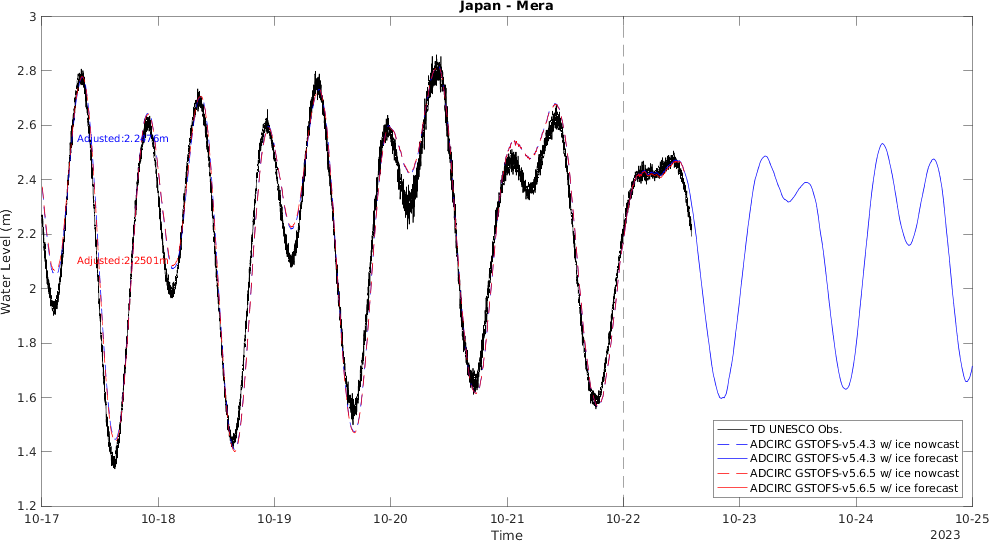 Japan - Mera
3
2.8
2.6
2.4
2.2
2
1.8
1.6
1.4
1.2
Water Level (m)
Adjusted:2.2676m
Adjusted:2.2501m
TD UNESCO Obs.
ADCIRC GSTOFS-v5.4.3 w/ ice nowcast
ADCIRC GSTOFS-v5.4.3 w/ ice forecast
ADCIRC GSTOFS-v5.6.5 w/ ice nowcast
ADCIRC GSTOFS-v5.6.5 w/ ice forecast
10-17 10-18 10-19 10-20 10-21 10-22 10-23 10-24 10-25
Time
2023